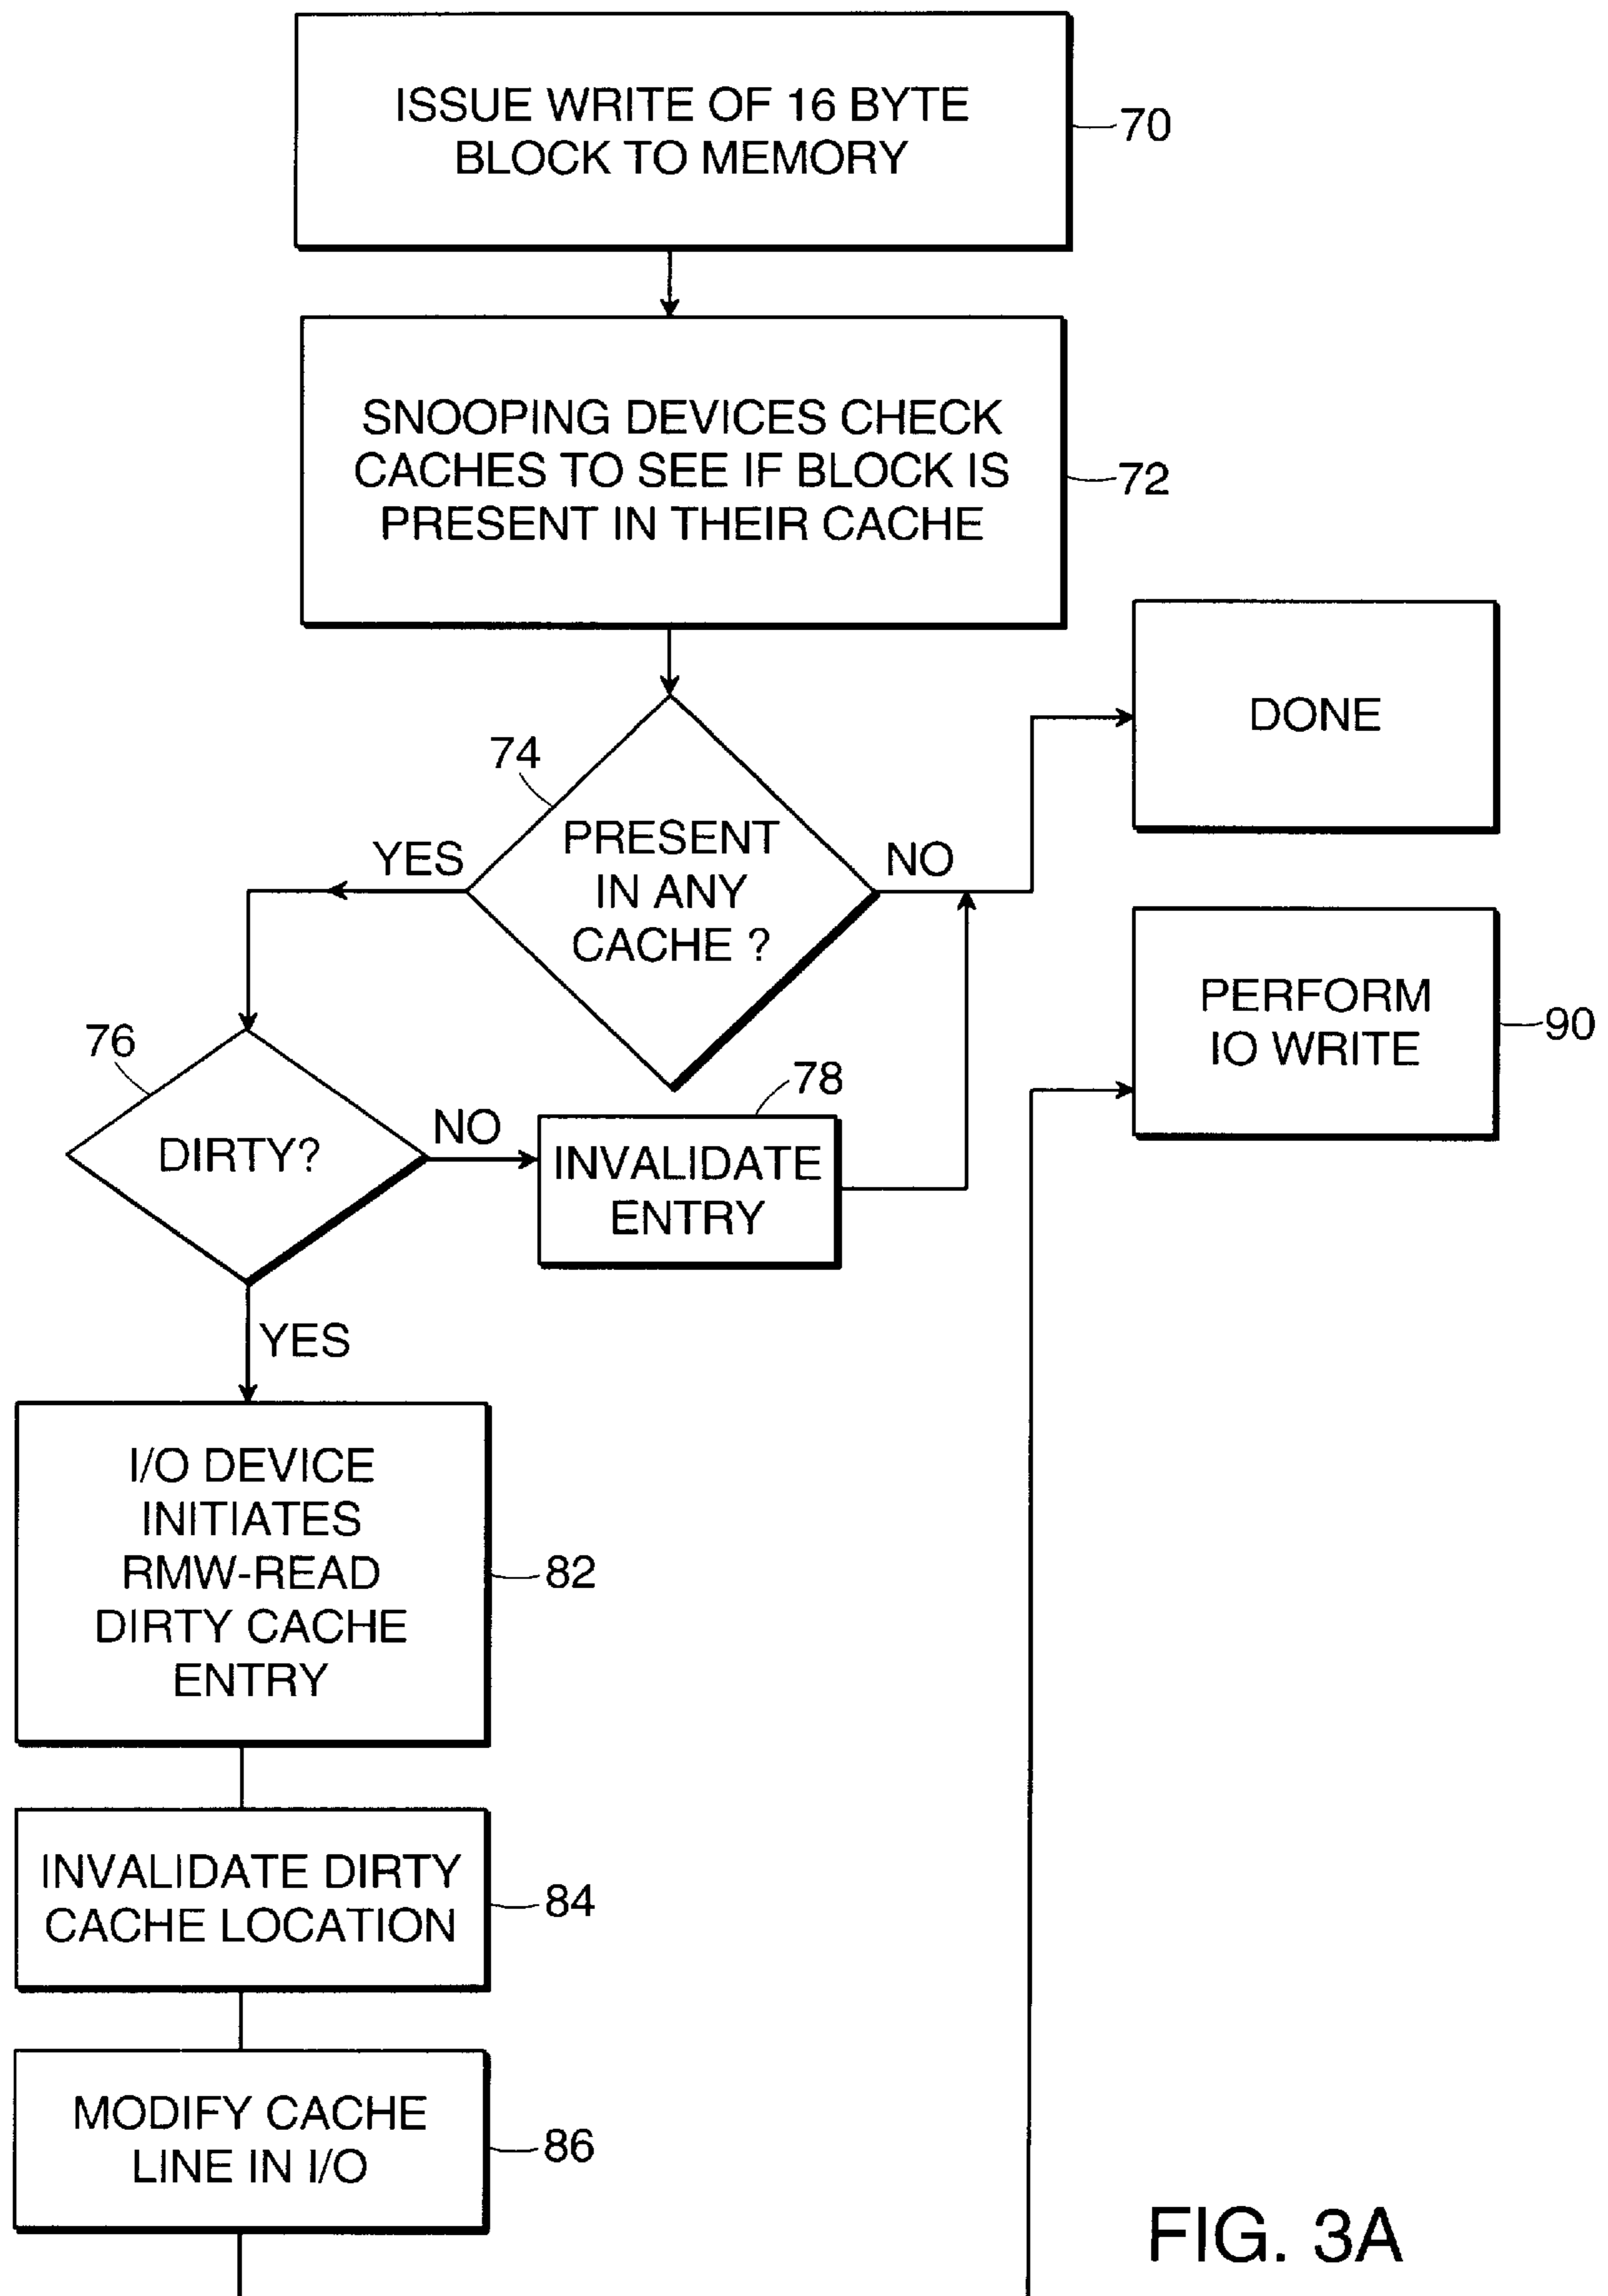 ISSUE WRITE OF 16 BYTE
BLOCK TO MEMORY
70
SNOOPING DEVICES CHECK
CACHES TO SEE IF BLOCK IS
PRESENT IN THEIR CACHE
72
DONE
74
PRESENT
IN ANY
CACHE ?
YES
NO
PERFORM
IO WRITE
90
76
DIRTY?
NO
78
INVALIDATE
ENTRY
YES
I/O DEVICE
INITIATES
RMW-READ
DIRTY CACHE
ENTRY
82
INVALIDATE DIRTY
CACHE LOCATION
84
MODIFY CACHE
LINE IN I/O
86
FIG. 3A